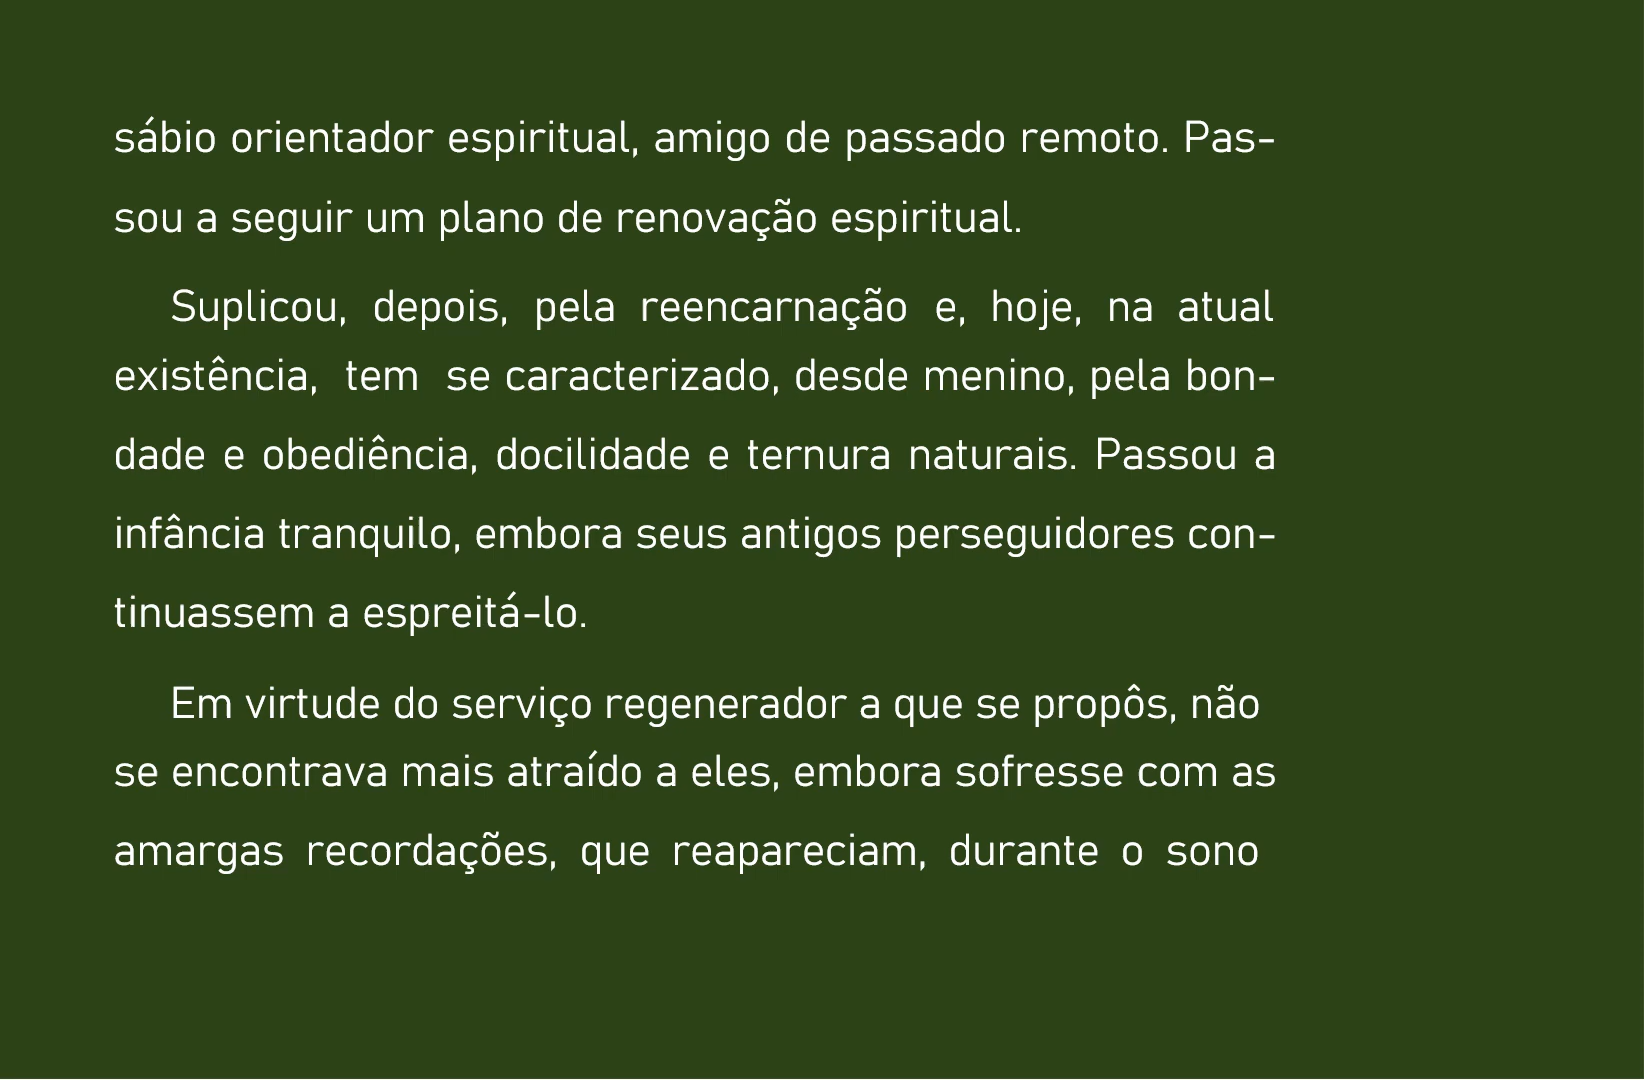 sábio orientador espiritual, amigo de passado remoto. Pas-
sou a seguir um plano de renovação espiritual.
Suplicou, depois, pela reencarnação e, hoje, na atual
existência, tem se caracterizado, desde menino, pela bon-
dade e obediência, docilidade e ternura naturais. Passou a
infância tranquilo, embora seus antigos perseguidores con-
tinuassem a espreitá-lo.
Em virtude do serviço regenerador a que se propôs, não
se encontrava mais atraído a eles, embora sofresse com as
amargas recordações, que reapareciam, durante o sono